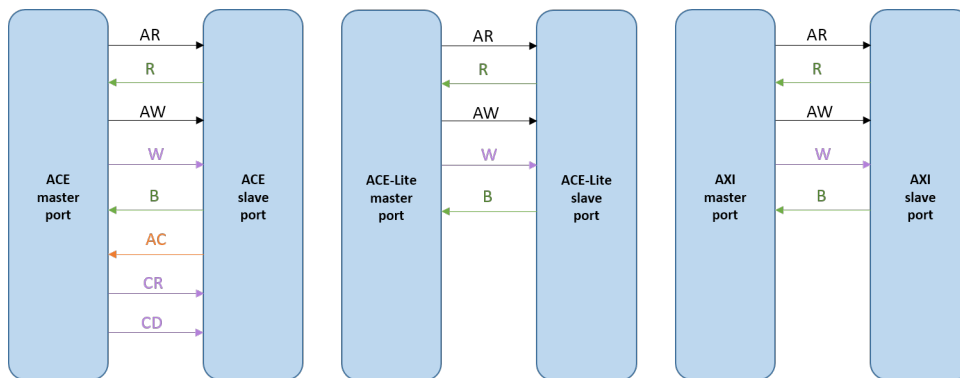 AR
R
AW
W
B
AC
CR
CD
ACE
master
port
ACE
slave
port
AR
R
AW
W
B
ACE-Lite
master
port
ACE-Lite
slave
port
AR
R
AW
W
B
AXI
master
port
AXI
slave
port